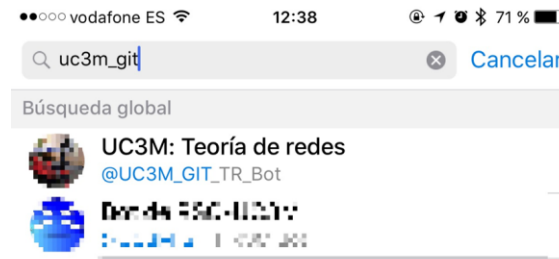 vodafone ES 12:38 71 %
uc3m_git Cancelar
Búsqueda global
UC3M: Teoría de redes
@UC3M_GIT_TR_Bot